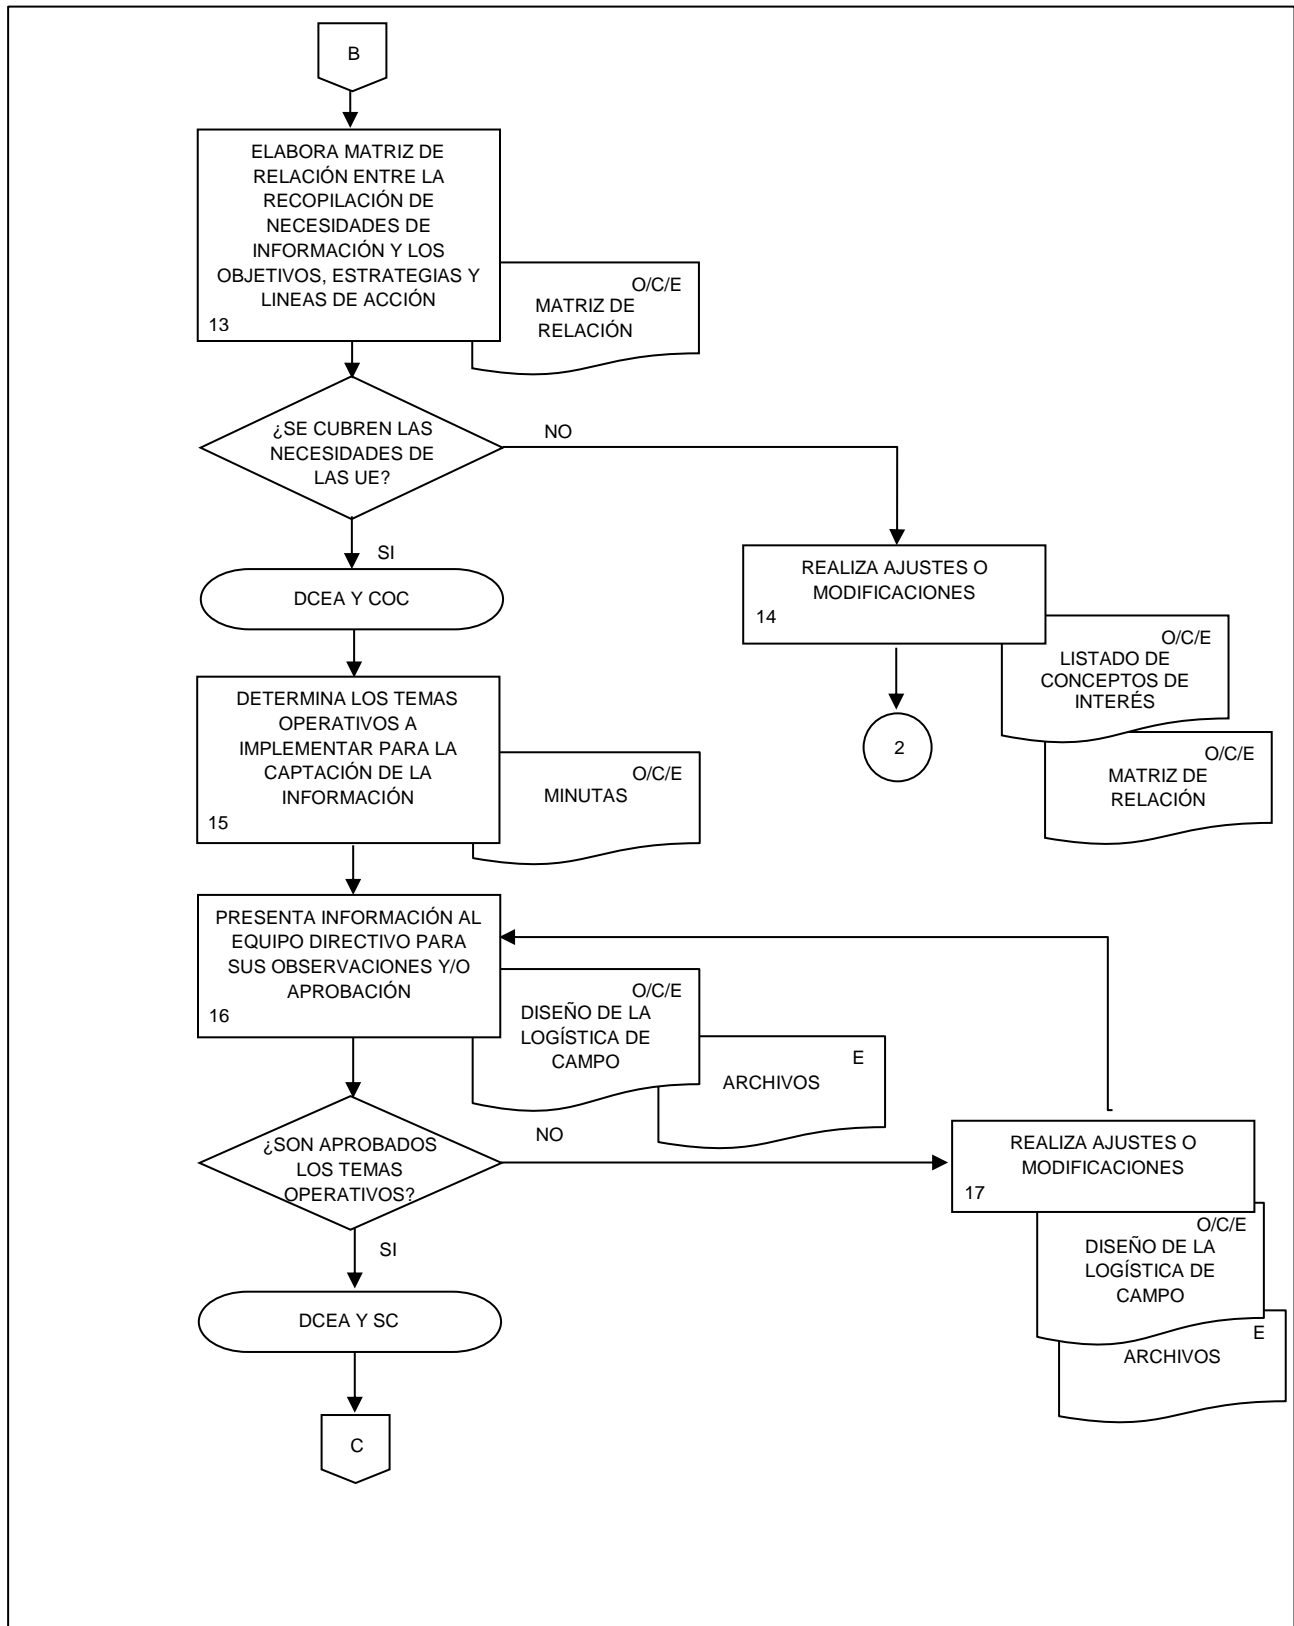 B
ELABORA MATRIZ DE
RELACIÓN ENTRE LA
RECOPILACIÓN DE
NECESIDADES DE
INFORMACIÓN Y LOS
OBJETIVOS, ESTRATEGIAS Y
LINEAS DE ACCIÓN
13
O/C/E
MATRIZ DE
RELACIÓN
¿SE CUBREN LAS
NECESIDADES DE
LAS UE?
NO
SI
REALIZA AJUSTES O
MODIFICACIONES
14
O/C/E
LISTADO DE
CONCEPTOS DE
INTERÉS
O/C/E
MATRIZ DE
RELACIÓN
2
DCEA Y COC
DETERMINA LOS TEMAS
OPERATIVOS A
IMPLEMENTAR PARA LA
CAPTACIÓN DE LA
INFORMACIÓN
15
O/C/E
MINUTAS
PRESENTA INFORMACIÓN AL
EQUIPO DIRECTIVO PARA
SUS OBSERVACIONES Y/O
APROBACIÓN
16
O/C/E
DISEÑO DE LA
LOGÍSTICA DE
CAMPO
E
ARCHIVOS
¿SON APROBADOS
LOS TEMAS
OPERATIVOS?
NO
SI
REALIZA AJUSTES O
MODIFICACIONES
17
O/C/E
DISEÑO DE LA
LOGÍSTICA DE
CAMPO
E
ARCHIVOS
DCEA Y SC
C